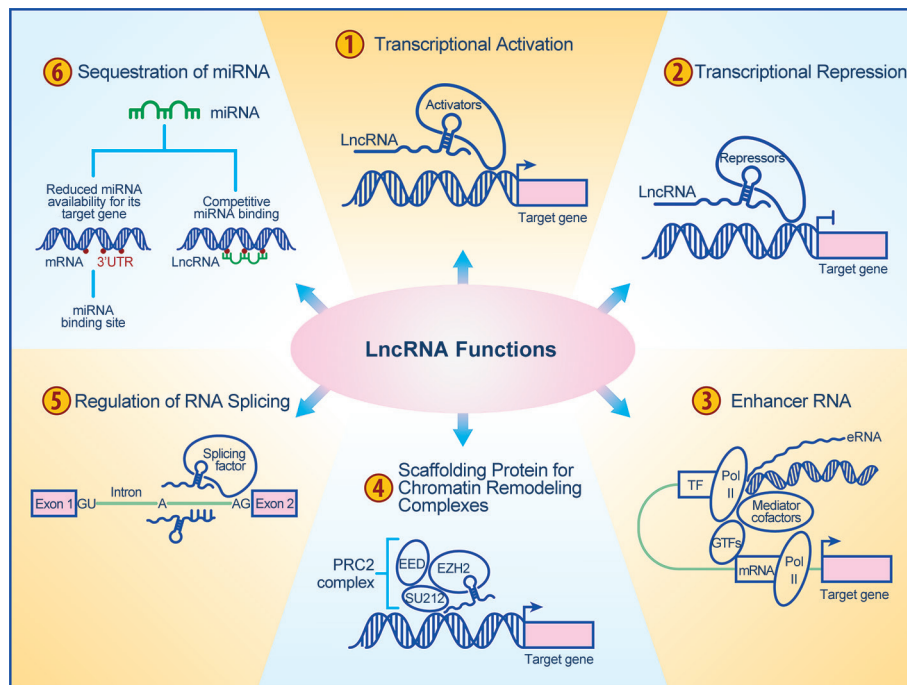 1 Transcriptional Activation
LncRNA
Activators
Target gene
2 Transcriptional Repression
LncRNA
Repressors
Target gene
3 Enhancer RNA
eRNA
TF
Pol
II
Mediator
cofactors
GTFs
mRNA
Pol
II
Target gene
4 Scaffolding Protein for
Chromatin Remodeling
Complexes
PRC2
complex
EED
EZH2
SU212
Target gene
5 Regulation of RNA Splicing
Splicing
factor
Exon 1
GU
Intron
A
AG
Exon 2
6 Sequestration of miRNA
miRNA
Reduced miRNA
availability for its
target gene
mRNA
3'UTR
miRNA
binding site
Competitive
miRNA binding
LncRNA
LncRNA Functions